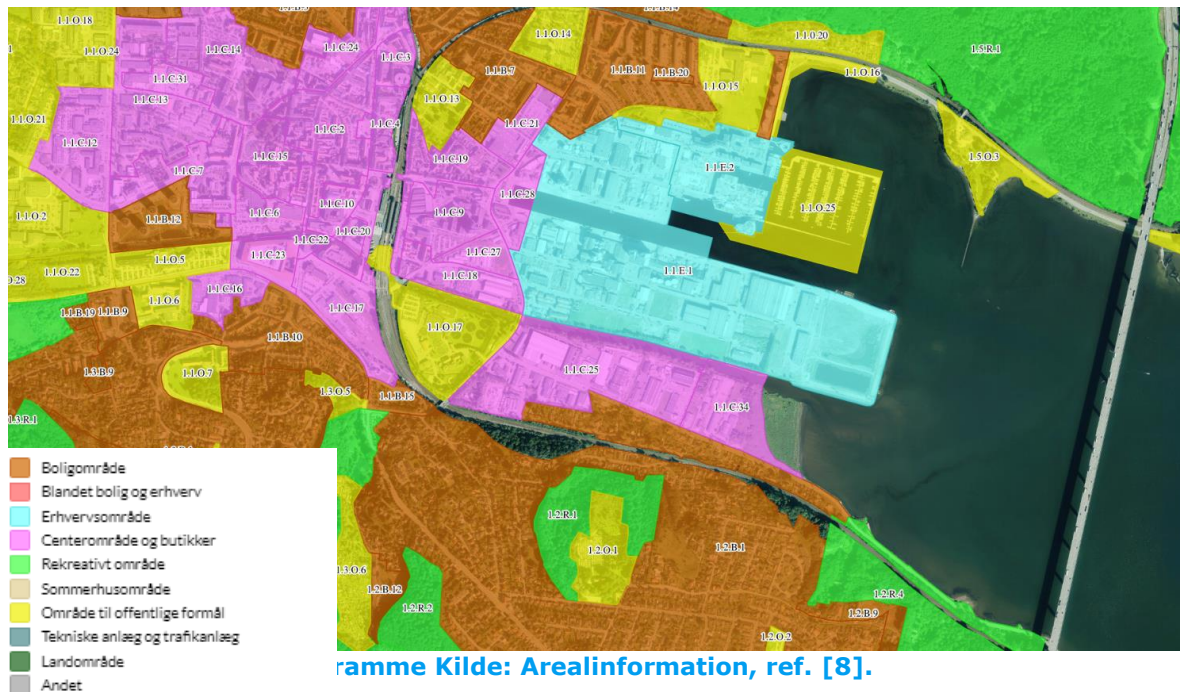 1.1.O.18
1.1.B.3
1.1.B.14
1.1.O.24
1.1.C.14
1.1.C.24
1.1.C.3
1.1.O.14
1.1.O.20
1.5.R.1
1.1.C.31
1.1.C.13
1.1.B.7
1.1.B.11
1.1.B.20
1.1.O.15
1.1.O.16
1.1.O.13
1.1.O.21
1.1.C.12
1.1.C.2
1.1.C.4
1.1.C.21
1.1.C.7
1.1.C.15
1.1.C.19
1.1.E.2
1.5.O.3
1.1.O.2
1.1.B.12
1.1.C.6
1.1.C.10
1.1.C.9
1.1.C.28
1.1.O.25
1.1.C.22
1.1.C.20
1.1.O.5
1.1.C.23
1.1.C.27
1.1.O.22
O.28
1.1.C.18
1.1.E.1
1.1.O.6
1.1.C.16
1.1.B.19
1.1.B.9
1.1.C.17
1.1.O.17
1.1.B.10
1.3.B.9
1.1.O.7
1.1.C.25
1.3.O.5
1.1.B.15
1.1.C.34
1.3.R.1
Boligområde
Blandet bolig og erhverv
Erhvervsområde
Centerområde og butikker
Rekreativt område
Sommerhusområde
Område til offentlige formål
Tekniske anlæg og trafikanlæg
Landområde
Andet
1.2.R.1
1.2.O.1
1.2.B.1
1.3.O.6
1.2.B.12
1.2.R.2
1.2.R.4
1.2.B.9
1.2.O.2
ramme Kilde: Arealinformation, ref. [8].